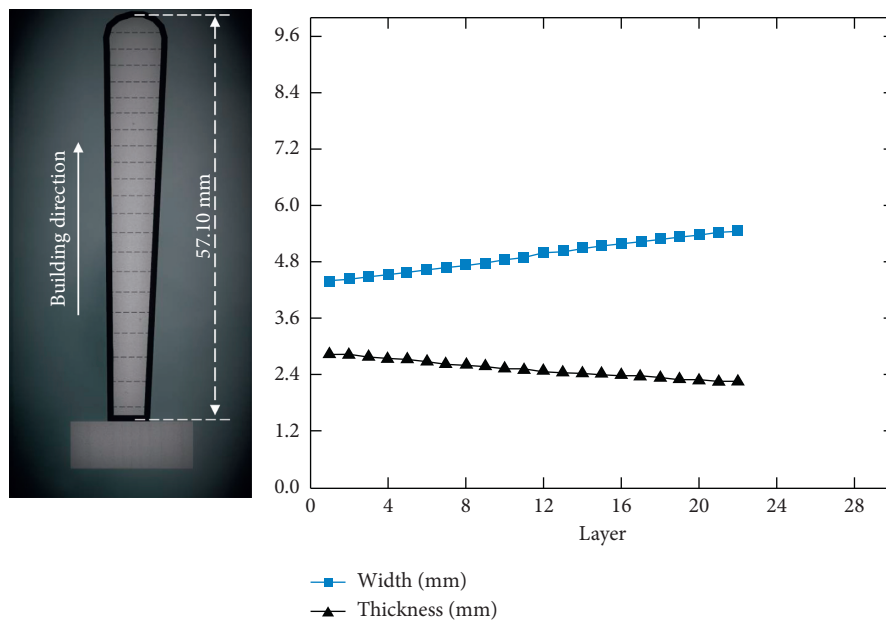 Building direction
57.10 mm
9.6
8.4
7.2
6.0
4.8
3.6
2.4
1.2
0.0
0 4 8 12 16 20 24 28
Layer
Width (mm)
Thickness (mm)